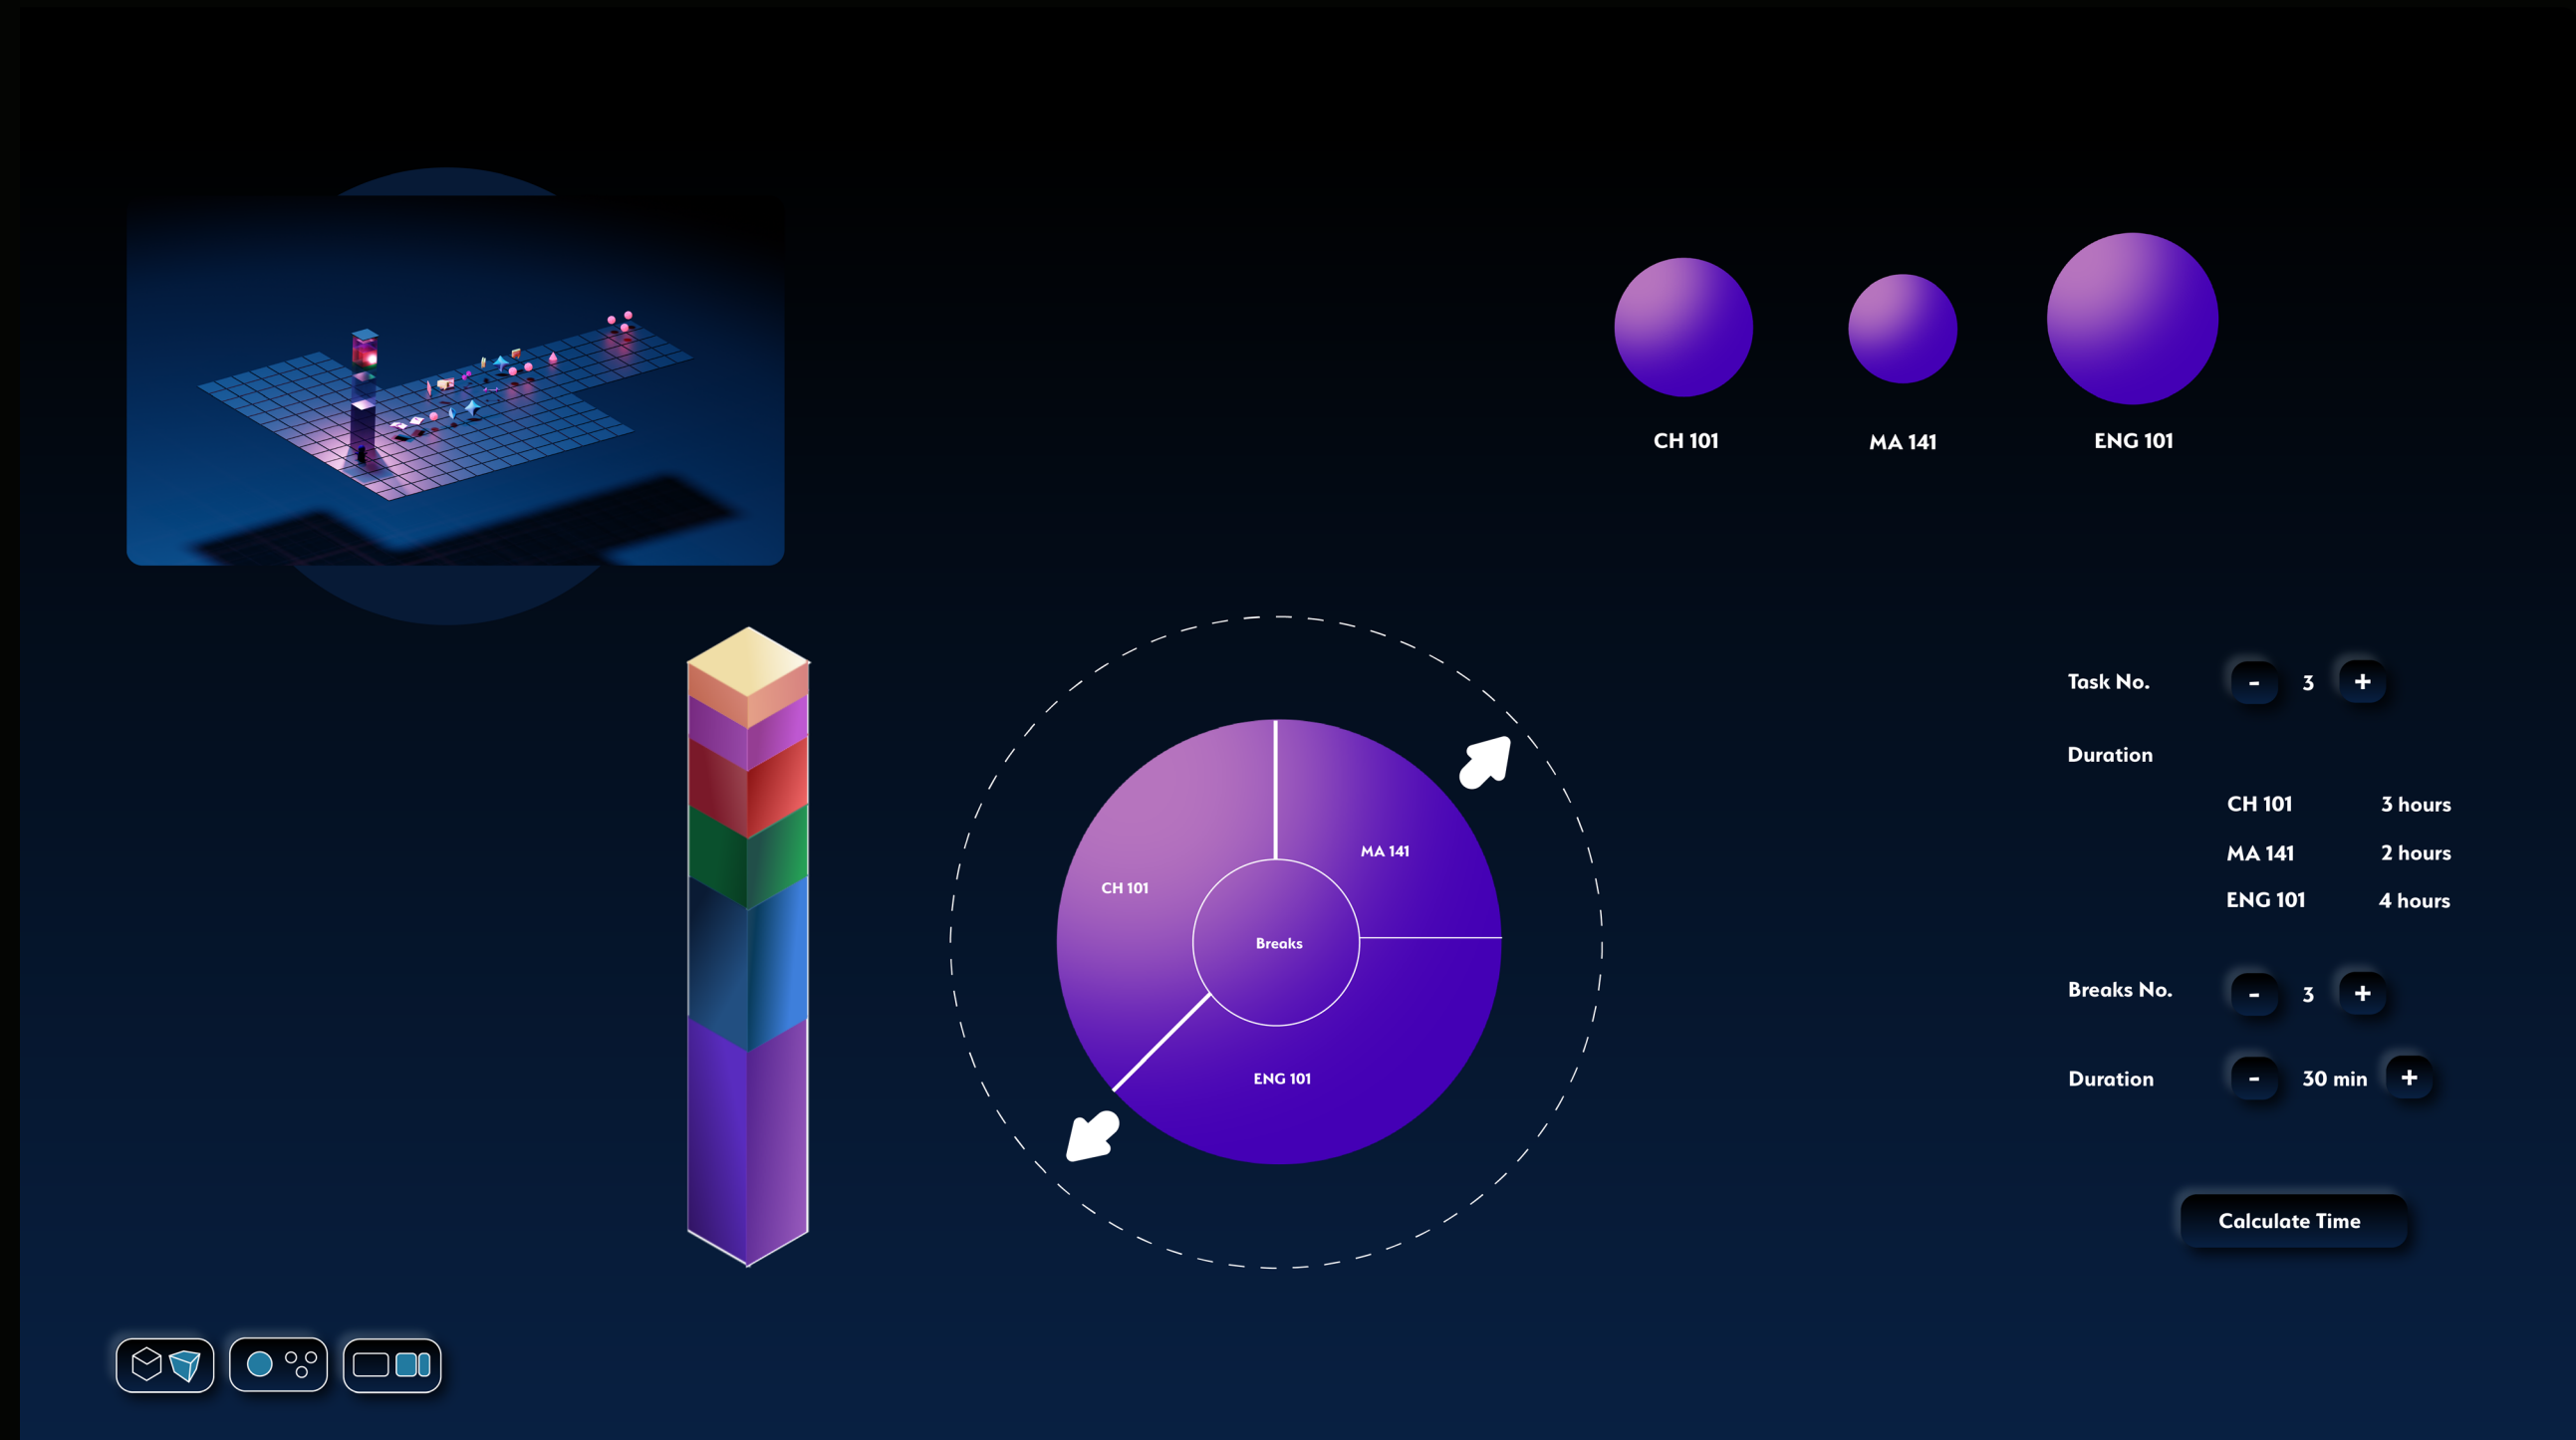 CH 101
MA 141
ENG 101
Task No. - 3 +
Duration
CH 101 3 hours
MA 141 2 hours
ENG 101 4 hours
Breaks No. - 3 +
Duration - 30 min +
Calculate Time
MA 141
CH 101
Breaks
ENG 101